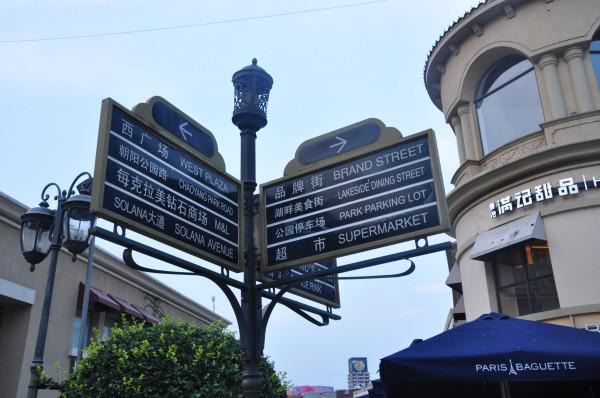 西广场 WEST PLAZA
朝阳公园路 CHAOYANG PARK ROAD
每克拉美钻石商场 M&L
SOLANA大道 SOLANA AVENUE
品牌街 BRAND STREET
湖畔美食街 LAKESIDE DINING STREET
公园停车场 PARK PARKING LOT
超市 SUPERMARKET
满记甜品
PARIS BAGUETTE